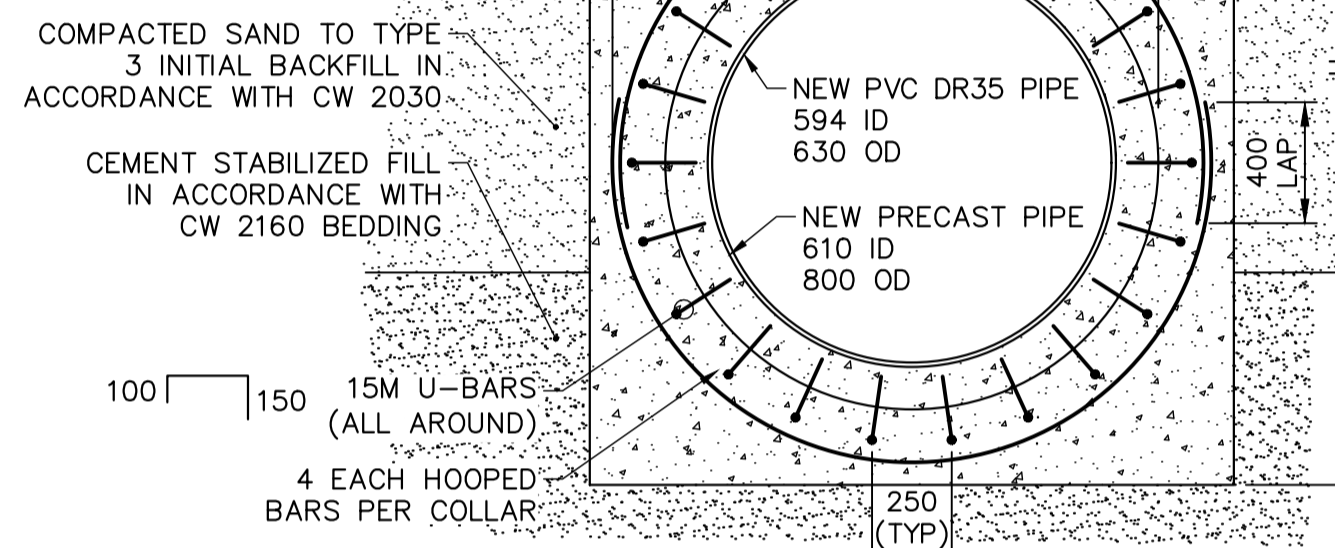 COMPACTED SAND TO TYPE
3 INITIAL BACKFILL IN
ACCORDANCE WITH CW 2030
CEMENT STABILIZED FILL
IN ACCORDANCE WITH
CW 2160 BEDDING
NEW PVC DR35 PIPE
594 ID
630 OD
NEW PRECAST PIPE
610 ID
800 OD
400
LAP
100
150
15M U-BARS
(ALL AROUND)
4 EACH HOOPED
BARS PER COLLAR
250
(TYP)